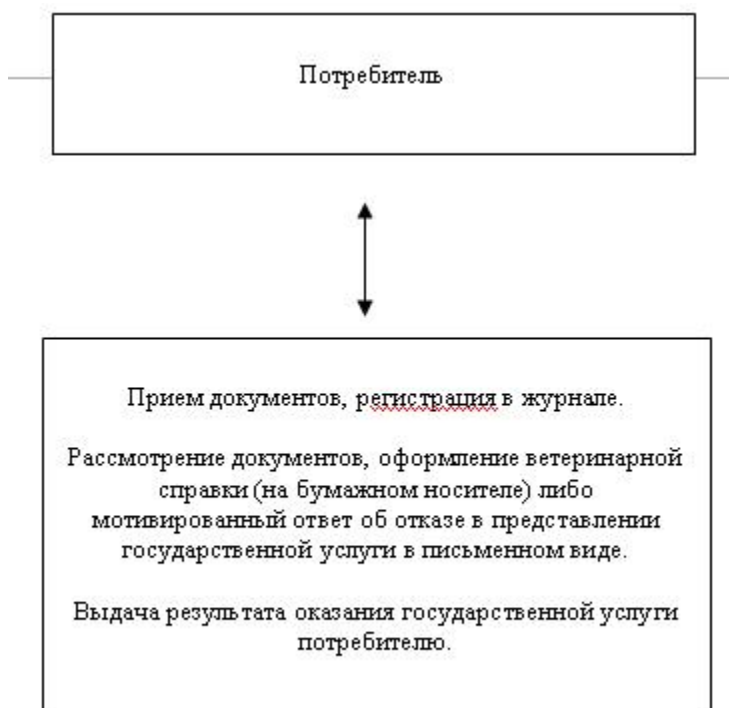 Потребитель
Прием документов, регистрация в журнале.
Рассмотрение документов, оформление ветеринарной
справки (на бумажном носителе) либо
мотивированный ответ об отказе в представлении
государственной услуги в письменном виде.
Выдача результата оказания государственной услуги
потребителю.